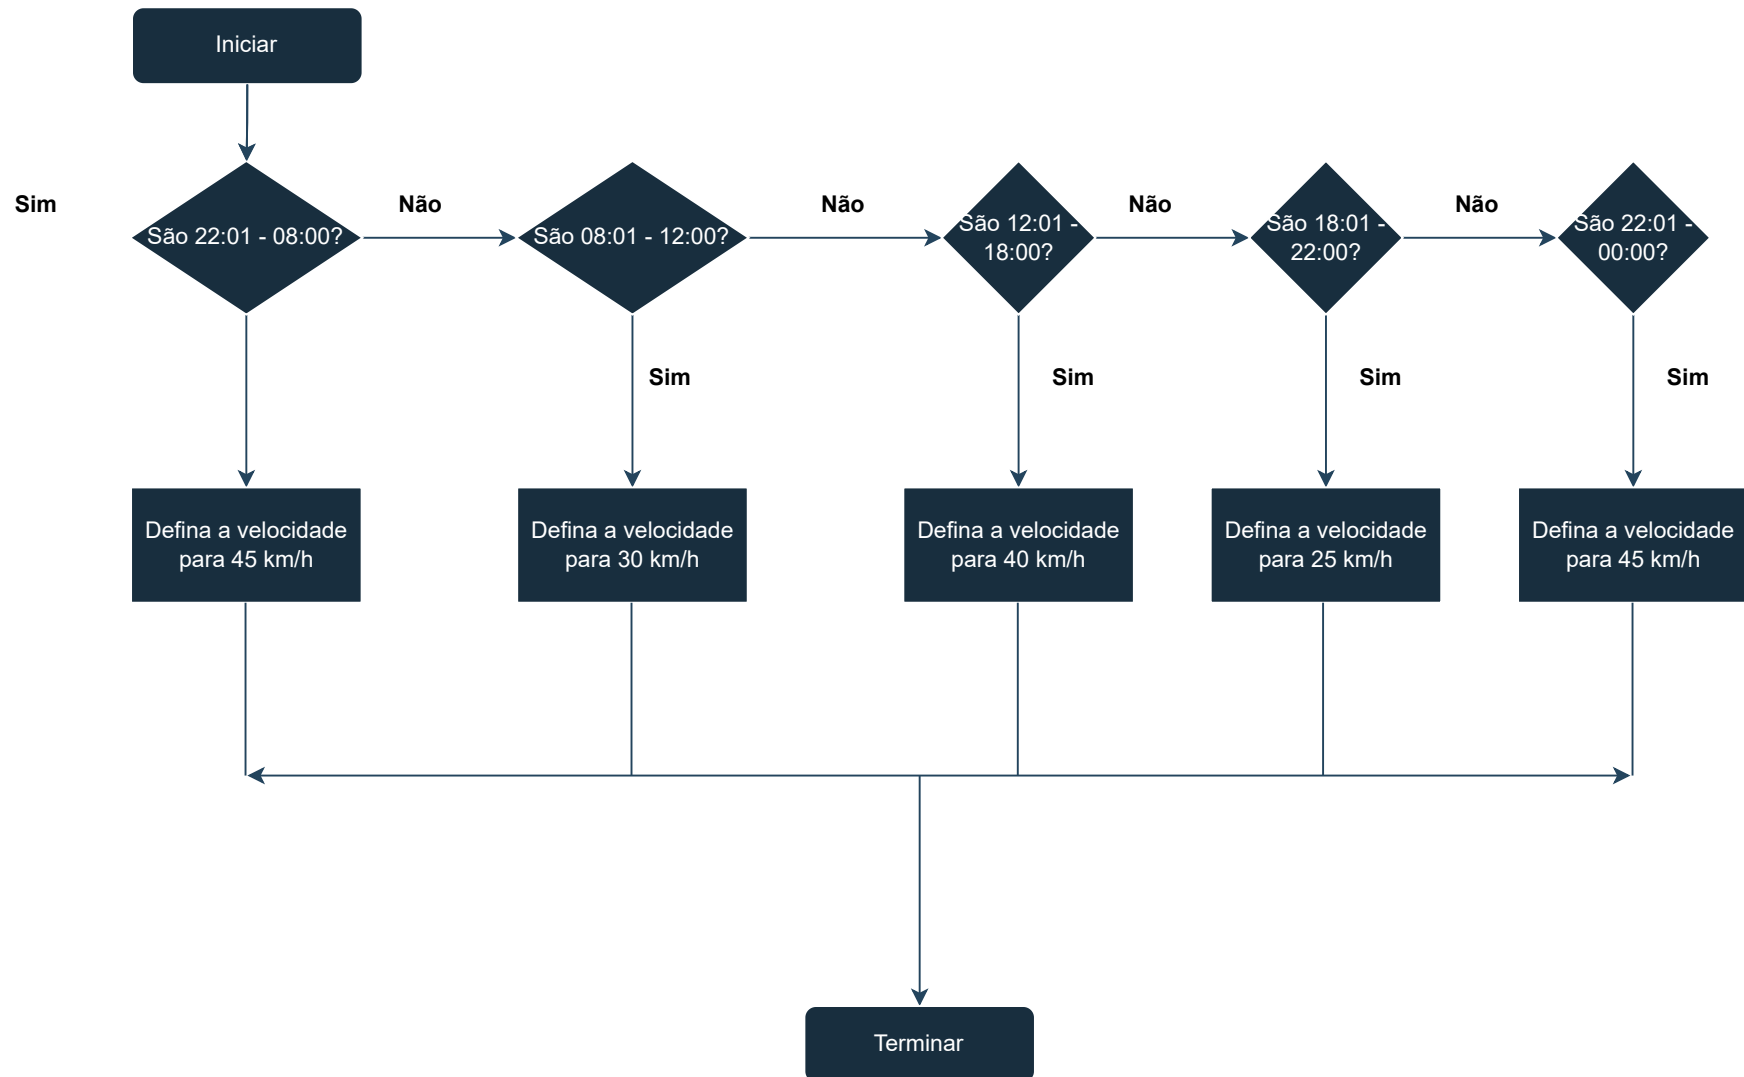 Iniciar
Sim
Não
Não
Não
Não
São 22:01 - 08:00?
São 08:01 - 12:00?
São 12:01 -
18:00?
São 18:01 -
22:00?
São 22:01 -
00:00?
Sim
Sim
Sim
Sim
Defina a velocidade
para 45 km/h
Defina a velocidade
para 30 km/h
Defina a velocidade
para 40 km/h
Defina a velocidade
para 25 km/h
Defina a velocidade
para 45 km/h
Terminar